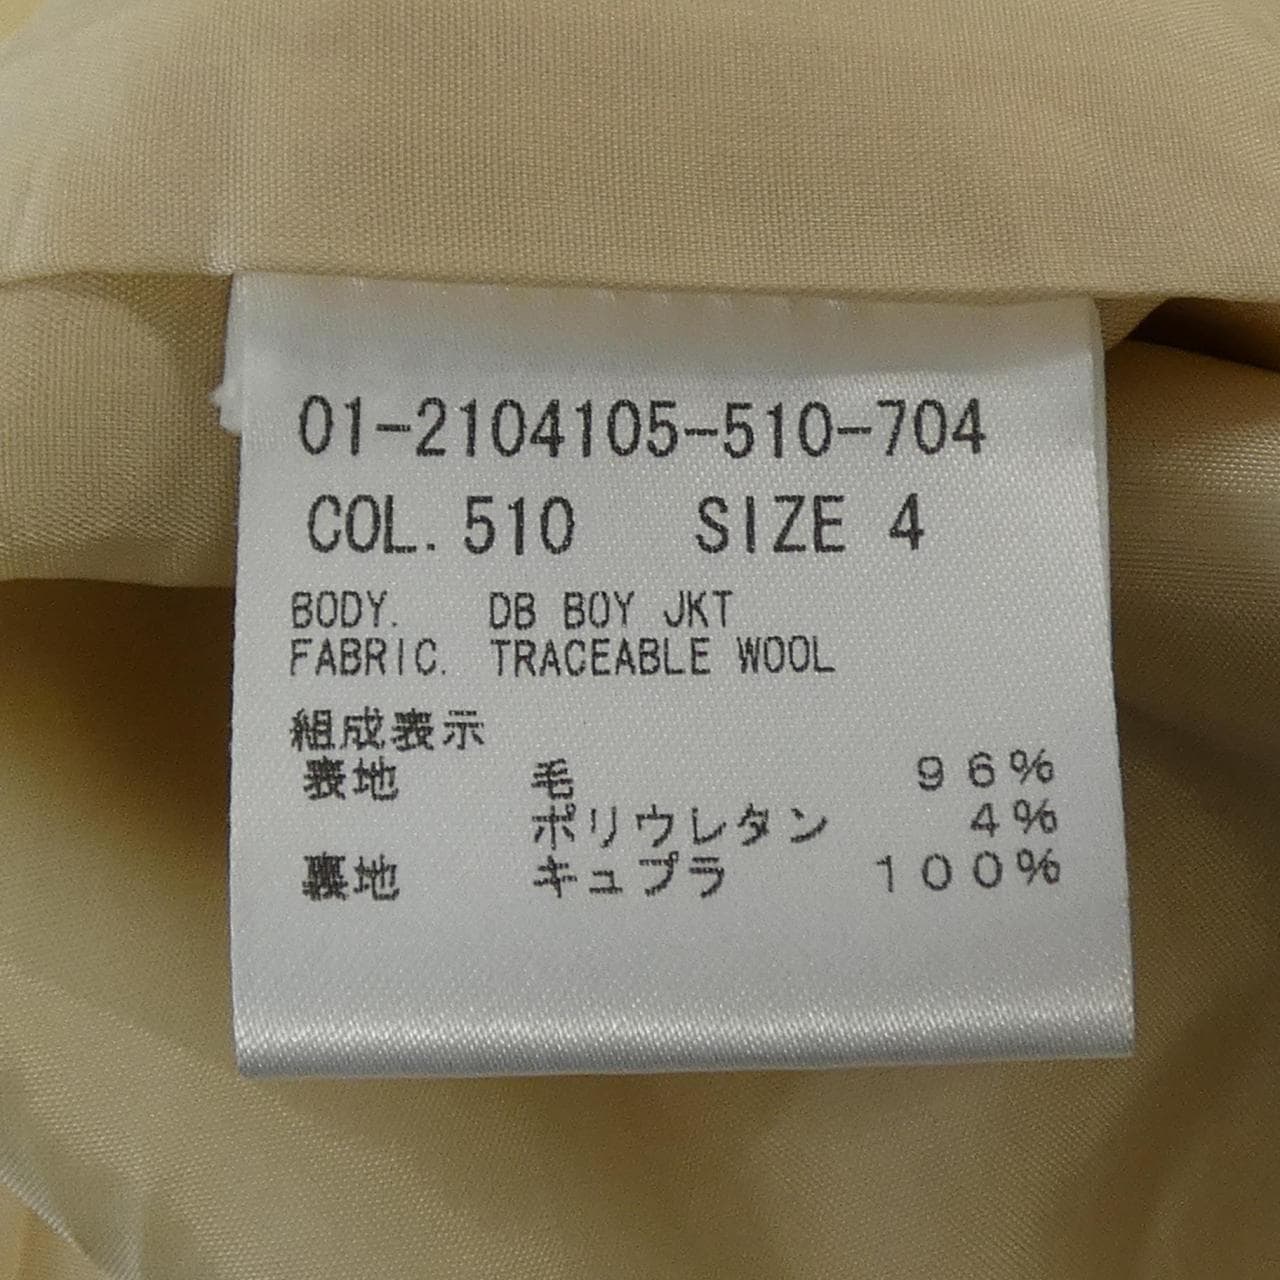 01-2104105-510-704
COL. 510 SIZE 4
BODY. DB BOY JKT
FABRIC. TRACEABLE WOOL
組成表示
表地 毛 96%
ポリウレタン 4%
裏地 キュプラ 100%